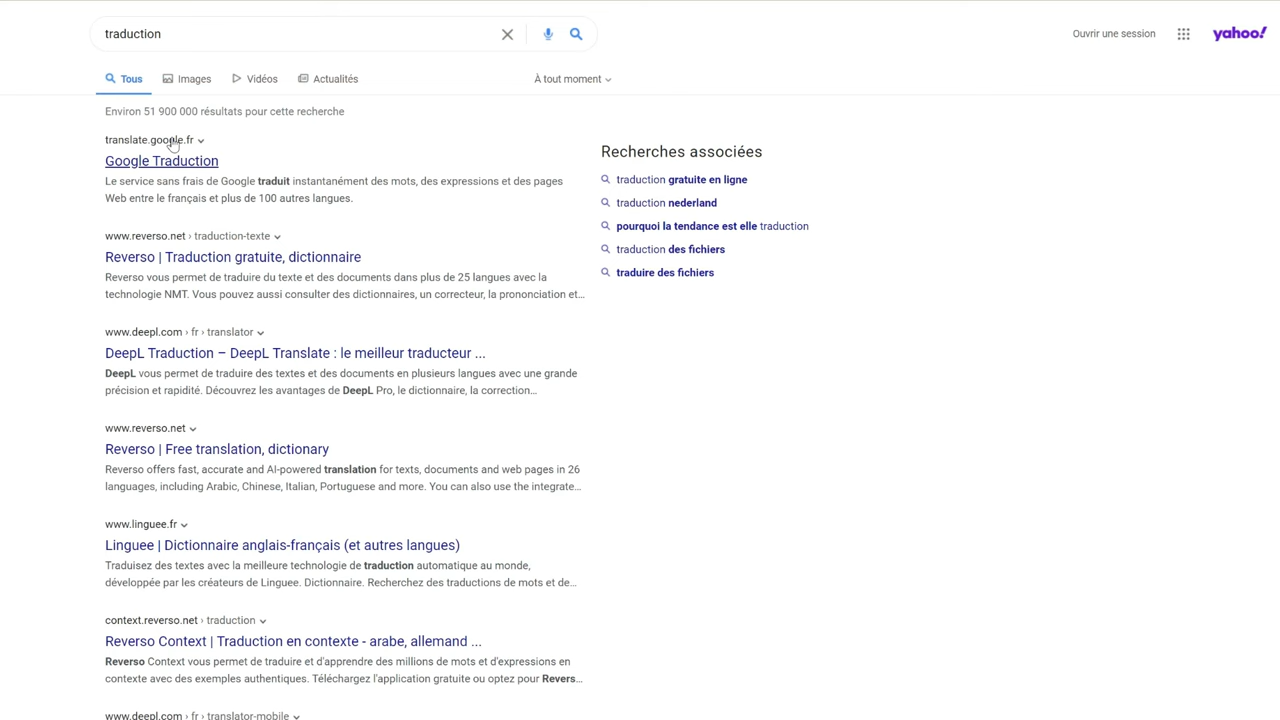 traduction
Ouvrir une session
yahoo!
Tous
Images
Vidéos
Actualités
À tout moment
Environ 51 900 000 résultats pour cette recherche
translate.google.fr
Google Traduction
Le service sans frais de Google traduit instantanément des mots, des expressions et des pages
Web entre le français et plus de 100 autres langues.
www.reverso.net › traduction-texte
Reverso | Traduction gratuite, dictionnaire
Reverso vous permet de traduire du texte et des documents dans plus de 25 langues avec la
technologie NMT. Vous pouvez aussi consulter des dictionnaires, un correcteur, la prononciation et...
www.deepl.com › fr › translator
DeepL Traduction – DeepL Translate : le meilleur traducteur ...
DeepL vous permet de traduire des textes et des documents en plusieurs langues avec une grande
précision et rapidité. Découvrez les avantages de DeepL Pro, le dictionnaire, la correction...
www.reverso.net
Reverso | Free translation, dictionary
Reverso offers fast, accurate and AI-powered translation for texts, documents and web pages in 26
languages, including Arabic, Chinese, Italian, Portuguese and more. You can also use the integrate...
www.linguee.fr
Linguee | Dictionnaire anglais-français (et autres langues)
Traduisez des textes avec la meilleure technologie de traduction automatique au monde,
développée par les créateurs de Linguee. Dictionnaire. Recherchez des traductions de mots et de...
context.reverso.net › traduction
Reverso Context | Traduction en contexte - arabe, allemand ...
Reverso Context vous permet de traduire et d'apprendre des millions de mots et d'expressions en
contexte avec des exemples authentiques. Téléchargez l'application gratuite ou optez pour Revers...
www.deepl.com › fr › translator-mobile
Recherches associées
traduction gratuite en ligne
traduction nederland
pourquoi la tendance est elle traduction
traduction des fichiers
traduire des fichiers